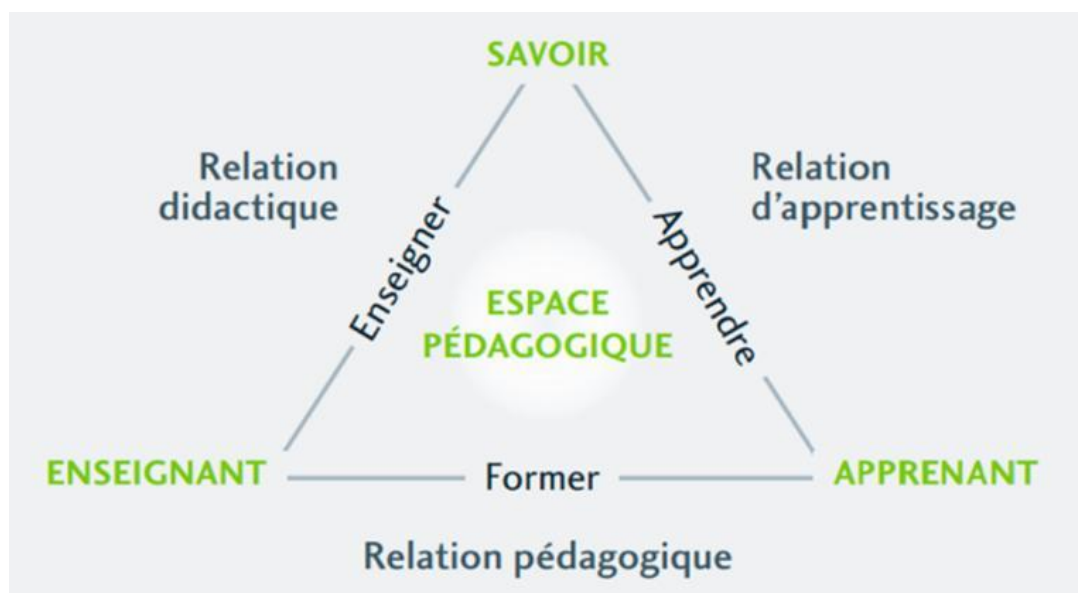 SAVOIR
Relation
didactique
Relation
d’apprentissage
Enseigner
Apprendre
ESPACE
PÉDAGOGIQUE
ENSEIGNANT
Former
APPRENANT
Relation pédagogique